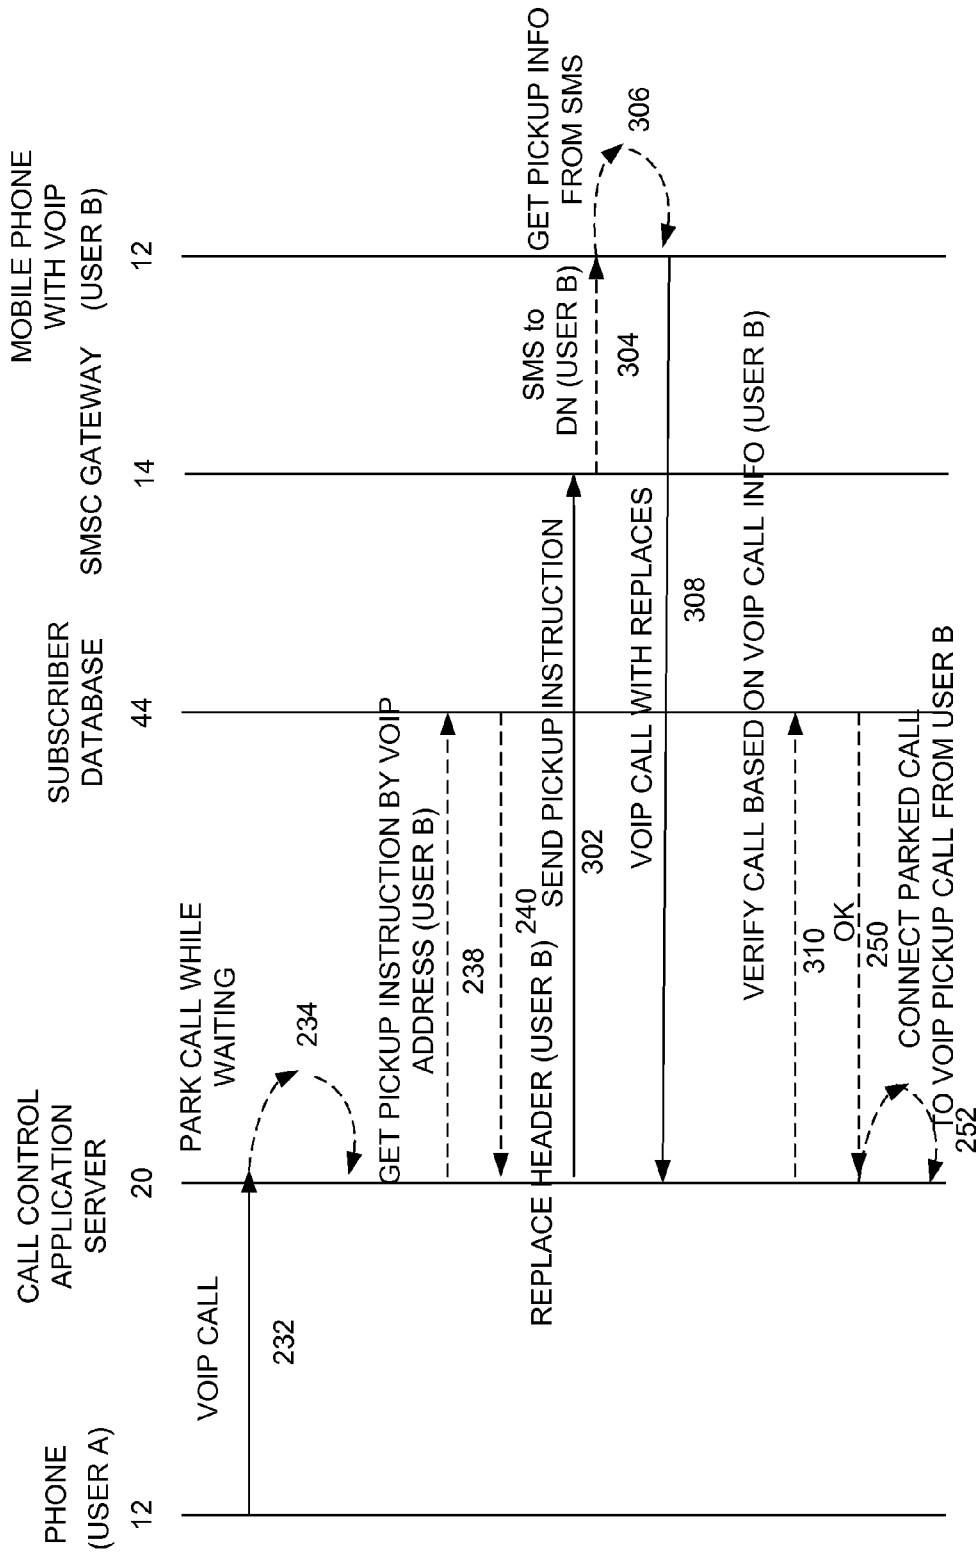 PHONE
(USER A)
12
CALL CONTROL
APPLICATION
SERVER
20
SUBSCRIBER
DATABASE
44
SMSC GATEWAY
14
MOBILE PHONE
WITH VOIP
(USER B)
12
VOIP CALL
232
PARK CALL WHILE
WAITING
234
GET PICKUP INSTRUCTION BY VOIP
ADDRESS (USER B)
238
240
REPLACE HEADER (USER B)
SEND PICKUP INSTRUCTION
302
SMS to
DN (USER B)
304
GET PICKUP INFO
FROM SMS
306
VOIP CALL WITH REPLACES
308
VERIFY CALL BASED ON VOIP CALL INFO (USER B)
310
OK
250
CONNECT PARKED CALL
TO VOIP PICKUP CALL FROM USER B
252